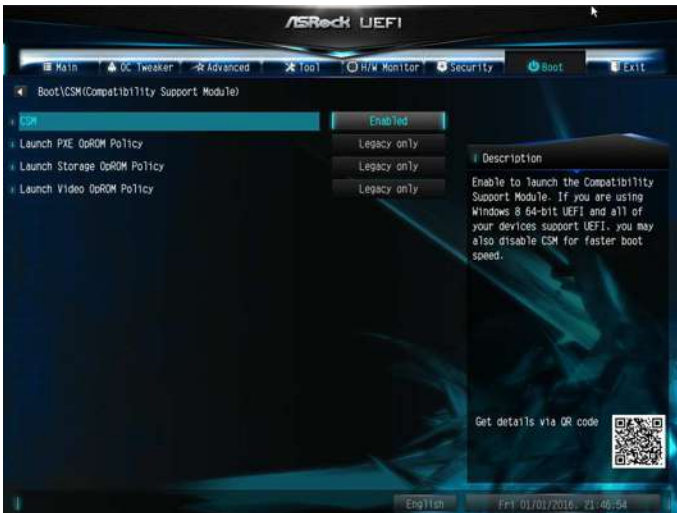 ASRock UEFI
Main OC Tweaker Advanced Tool H/W Monitor Security Boot Exit
Boot\CSM(Compatibility Support Module)
CSM Enabled
Launch PXE OpROM Policy Legacy only
Launch Storage OpROM Policy Legacy only
Launch Video OpROM Policy Legacy only
Description
Enable to launch the Compatibility
Support Module. If you are using
Windows 8 64-bit UEFI and all of
your devices support UEFI, you may
also disable CSM for faster boot
speed.
Get details via QR code
English Fri 01/01/2016, 21:46:54